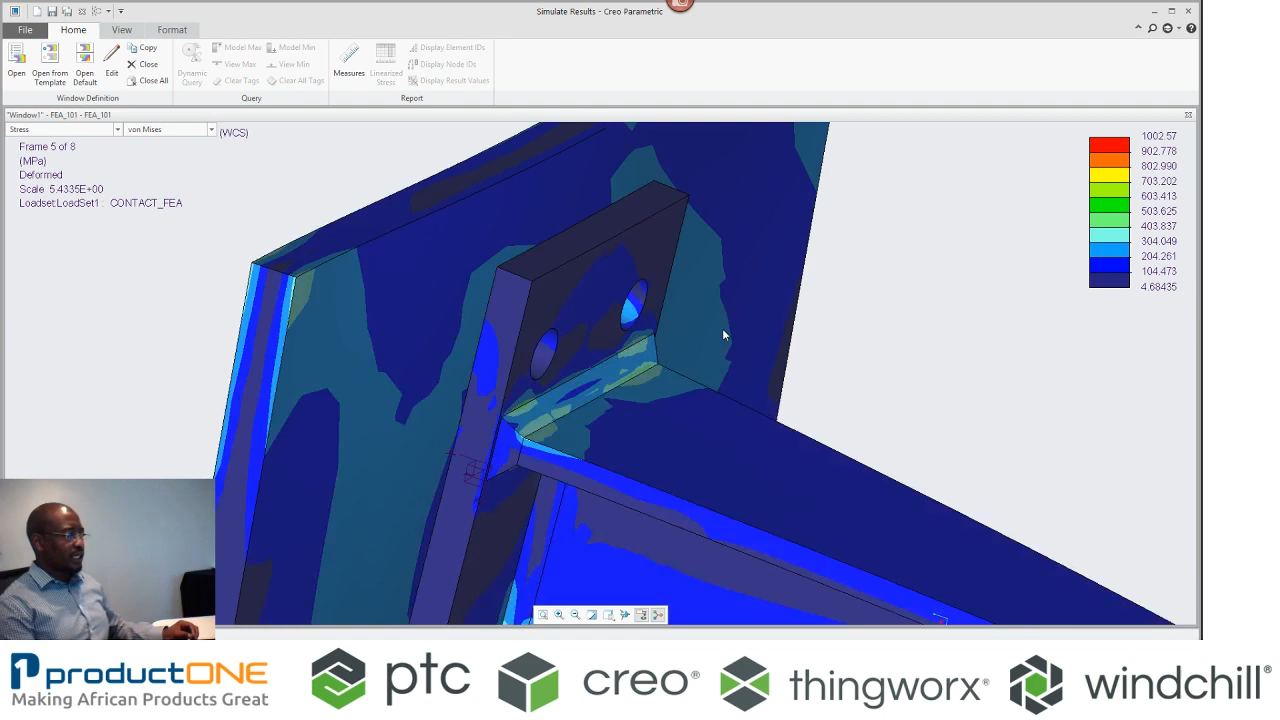 Simulate Results - Creo Parametric
File Home View Format
Open
Open from Template
Open Default
Edit
Copy
Close
Close All
Window Definition
Dynamic Query
Model Max
View Max
Clear Tags
Model Min
View Min
Clear All Tags
Query
Measures
Linearized Stress
Display Element IDs
Display Node IDs
Display Result Values
Report
"Window1" - FEA_101 - FEA_101
Stress von Mises (WCS)
Frame 5 of 8
(MPa)
Deformed
Scale 5.4335E+00
Loadset:LoadSet1 : CONTACT_FEA
1002.57
902.778
802.990
703.202
603.413
503.625
403.837
304.049
204.261
104.473
4.68435
productONE
Making African Products Great
ptc
creo®
thingworx®
windchill®